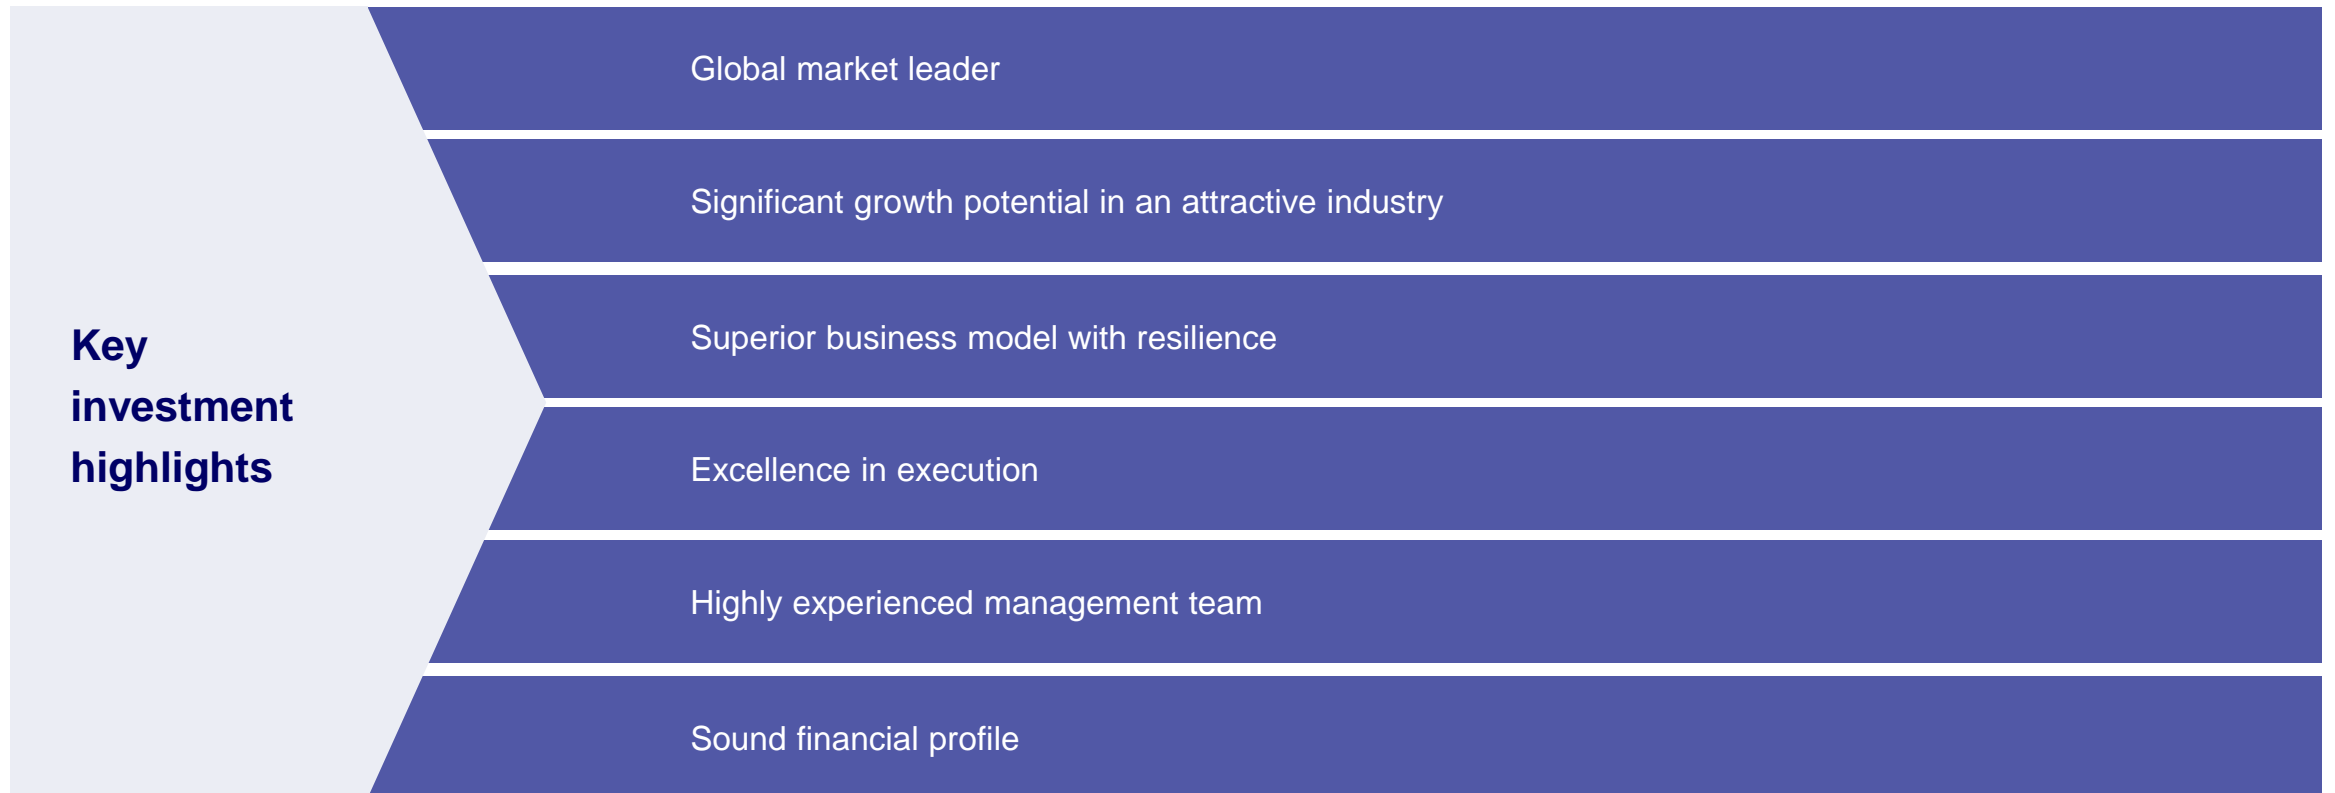 Key
investment
highlights
Global market leader
Significant growth potential in an attractive industry
Superior business model with resilience
Excellence in execution
Highly experienced management team
Sound financial profile